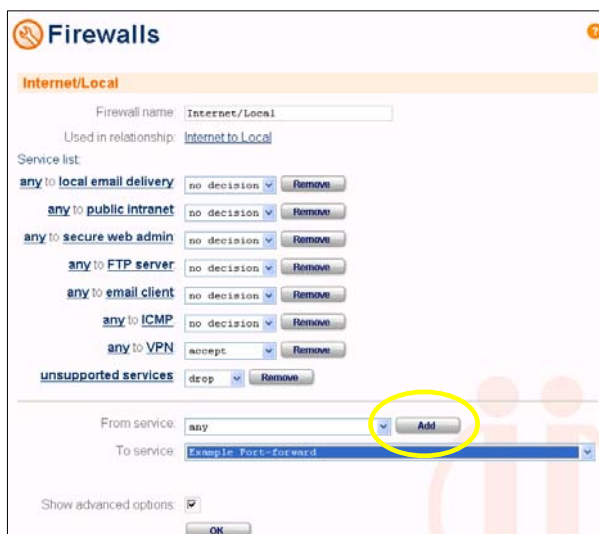 Firewalls
?
Internet/Local
Firewall name: Internet/Local
Used in relationship: Internet to Local
Service list:
any to local email delivery: no decision Remove
any to public intranet: no decision Remove
any to secure web admin: no decision Remove
any to FTP server: no decision Remove
any to email client: no decision Remove
any to ICMP: no decision Remove
any to VPN: accept Remove
unsupported services: drop Remove
From service: any Add
To service: Example Port-forward
Show advanced options:
OK